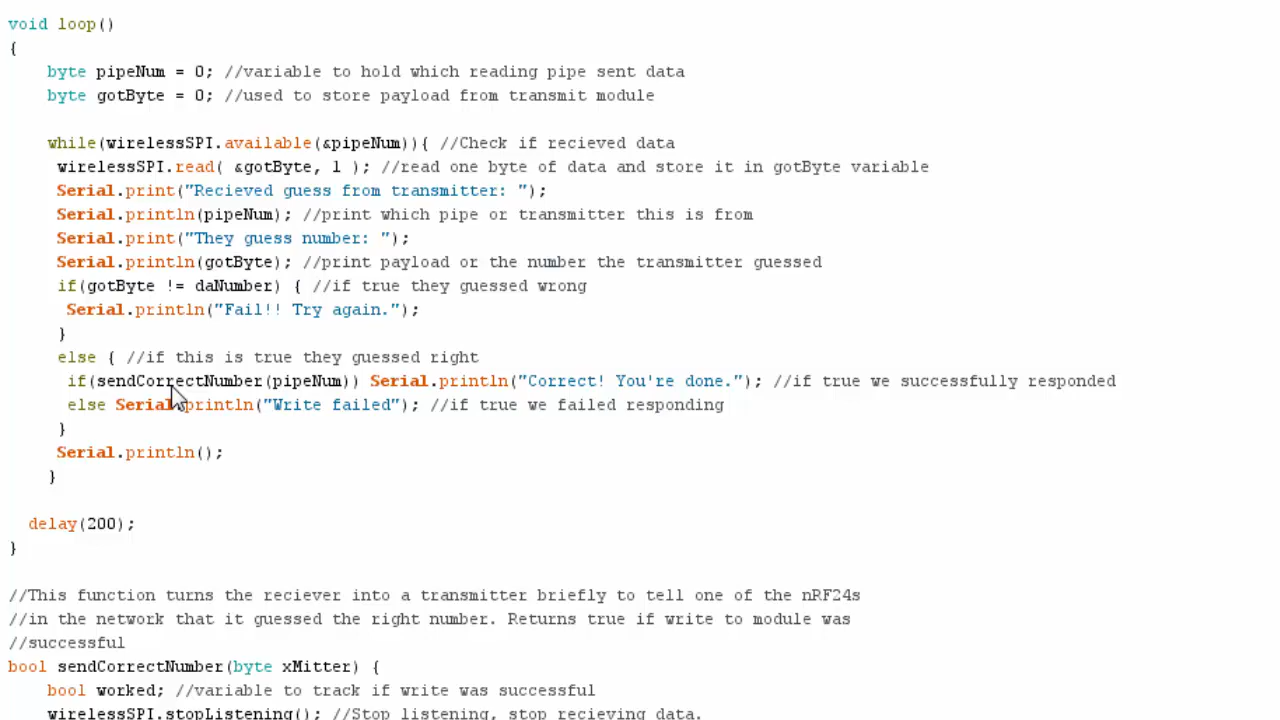 void loop()
{
byte pipeNum = 0; //variable to hold which reading pipe sent data
byte gotByte = 0; //used to store payload from transmit module
while(wirelessSPI.available(&pipeNum)){ //Check if recieved data
wirelessSPI.read( &gotByte, 1 ); //read one byte of data and store it in gotByte variable
Serial.print("Recieved guess from transmitter: ");
Serial.println(pipeNum); //print which pipe or transmitter this is from
Serial.print("They guess number: ");
Serial.println(gotByte); //print payload or the number the transmitter guessed
if(gotByte != daNumber) { //if true they guessed wrong
Serial.println("Fail!! Try again.");
}
else { //if this is true they guessed right
if(sendCorrectNumber(pipeNum)) Serial.println("Correct! You're done."); //if true we successfully responded
else Serial.println("Write failed"); //if true we failed responding
}
Serial.println();
}
delay(200);
}
//This function turns the reciever into a transmitter briefly to tell one of the nRF24s
//in the network that it guessed the right number. Returns true if write to module was
//successful
bool sendCorrectNumber(byte xMitter) {
bool worked; //variable to track if write was successful
wirelessSPI.stopListening(); //Stop listening, stop recieving data.